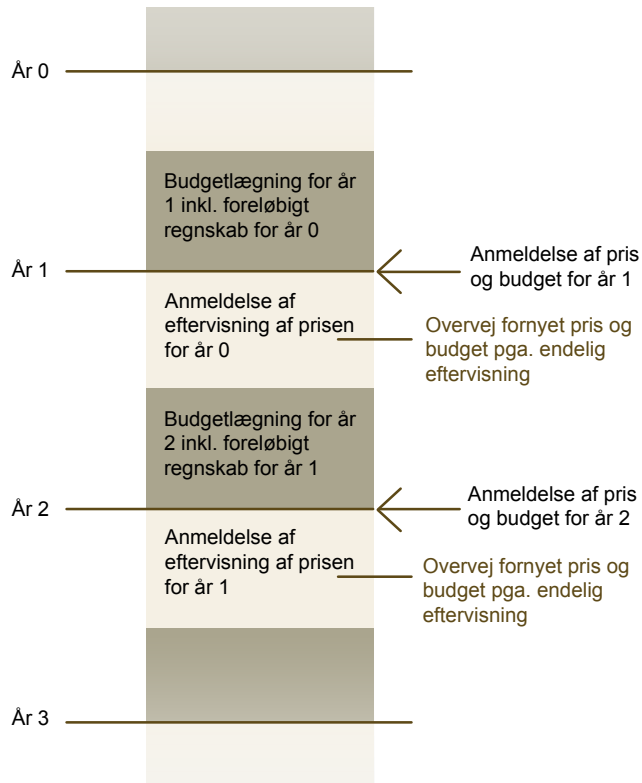 År 0
Budgetlægning for år
1 inkl. foreløbigt
regnskab for år 0
År 1
Anmeldelse af pris
og budget for år 1
Anmeldelse af
eftervisning af prisen
for år 0
Overvej fornyet pris og
budget pga. endelig
eftervisning
Budgetlægning for år
2 inkl. foreløbigt
regnskab for år 1
År 2
Anmeldelse af pris
og budget for år 2
Anmeldelse af
eftervisning af prisen
for år 1
Overvej fornyet pris og
budget pga. endelig
eftervisning
År 3